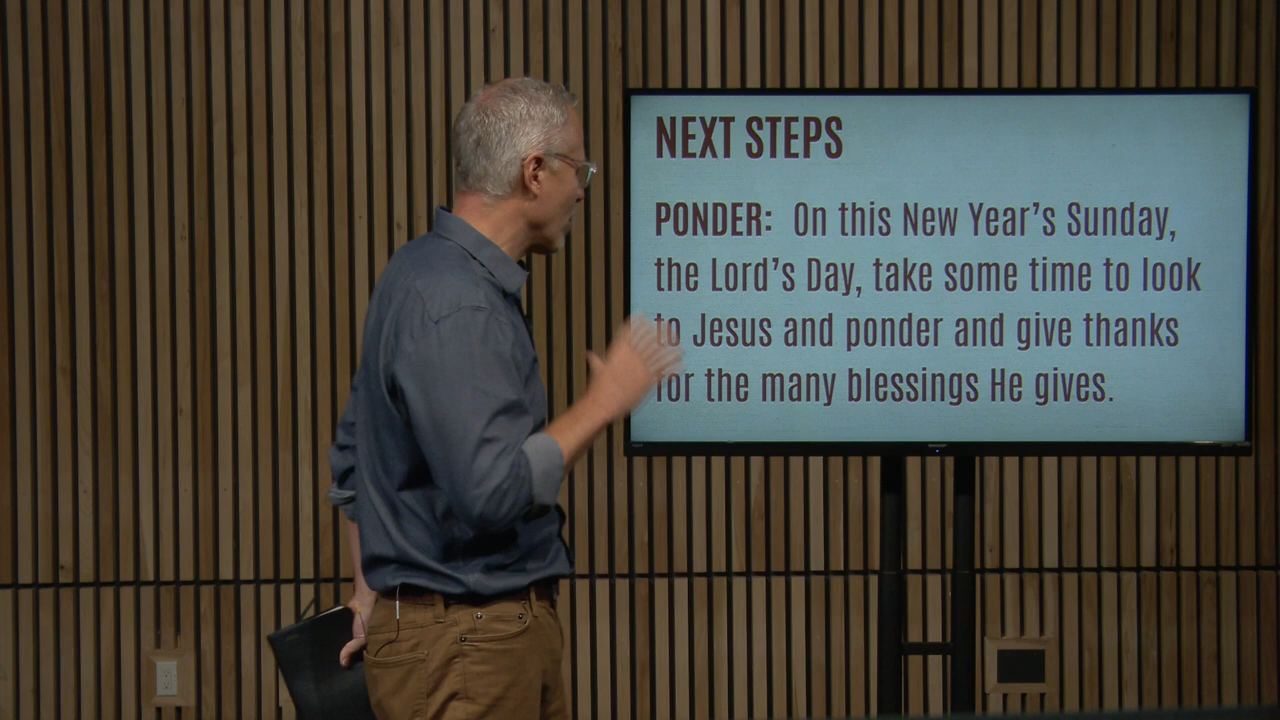 NEXT STEPS
PONDER: On this New Year's Sunday,
the Lord's Day, take some time to look
to Jesus and ponder and give thanks
for the many blessings He gives.